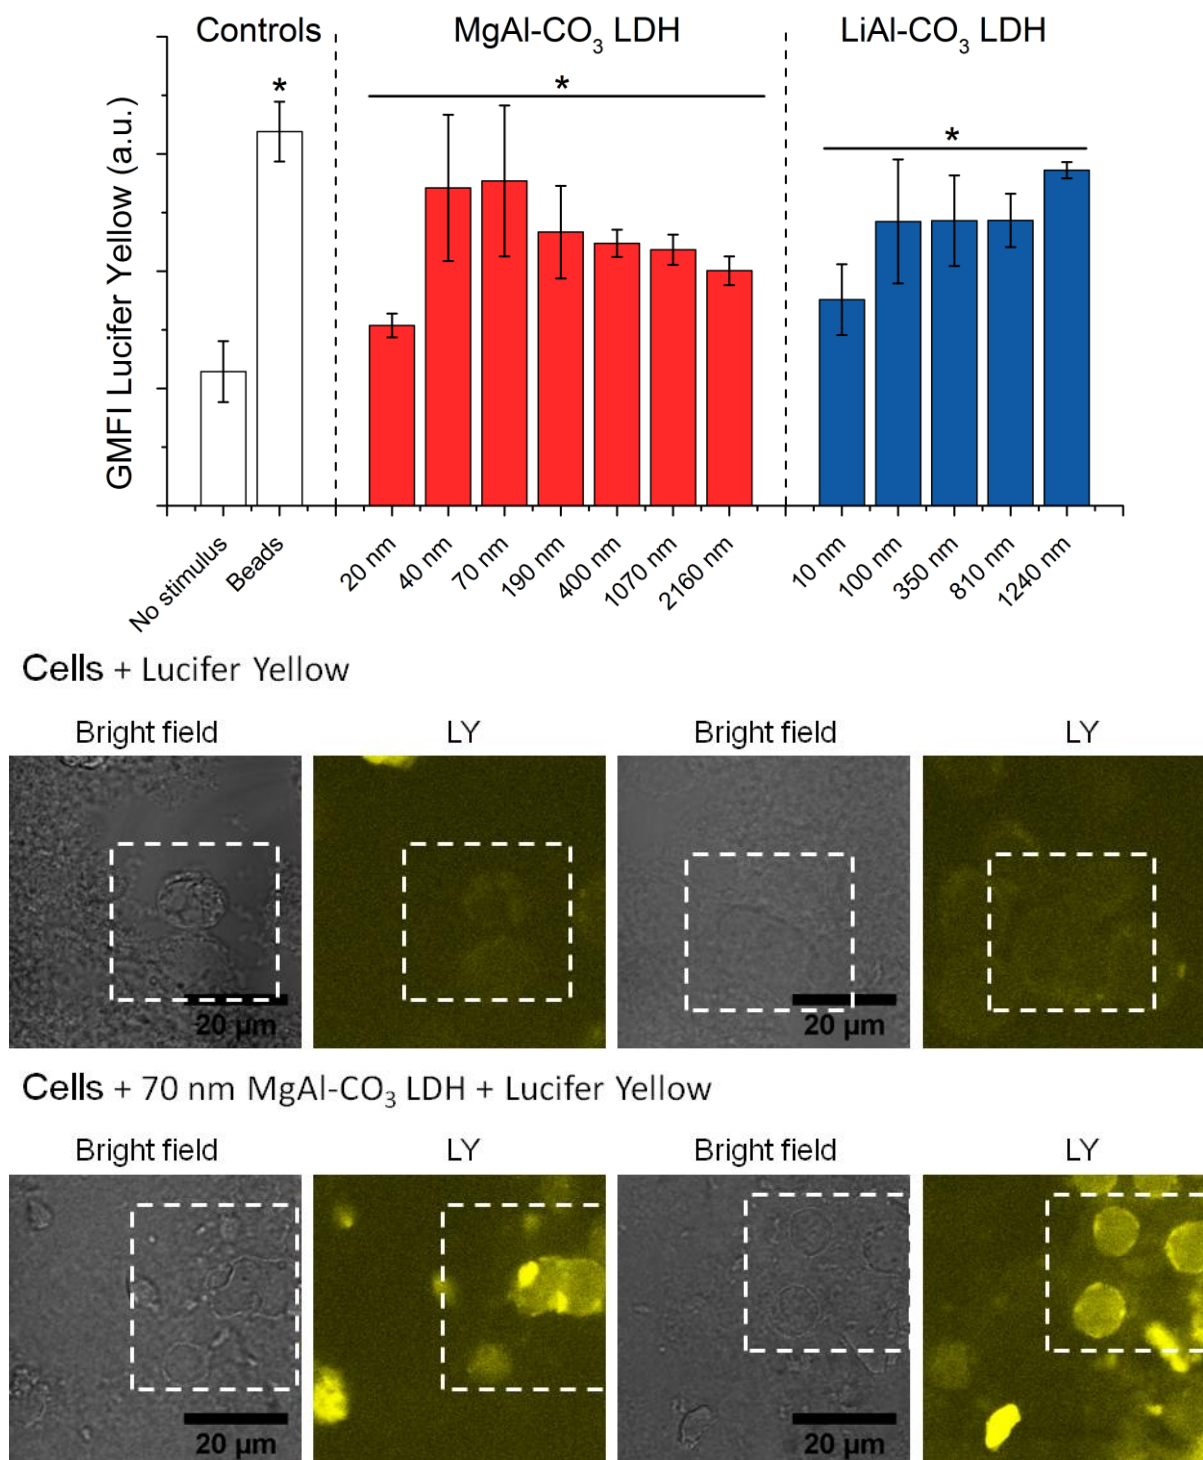 Controls
MgAl-CO₃ LDH
LiAl-CO₃ LDH
*
*
*
GMFI Lucifer Yellow (a.u.)
No stimulus
Beads
20 nm
40 nm
70 nm
190 nm
400 nm
1070 nm
2160 nm
10 nm
100 nm
350 nm
810 nm
1240 nm
Cells + Lucifer Yellow
Bright field
LY
Bright field
LY
20 µm
20 µm
Cells + 70 nm MgAl-CO₃ LDH + Lucifer Yellow
Bright field
LY
Bright field
LY
20 µm
20 µm